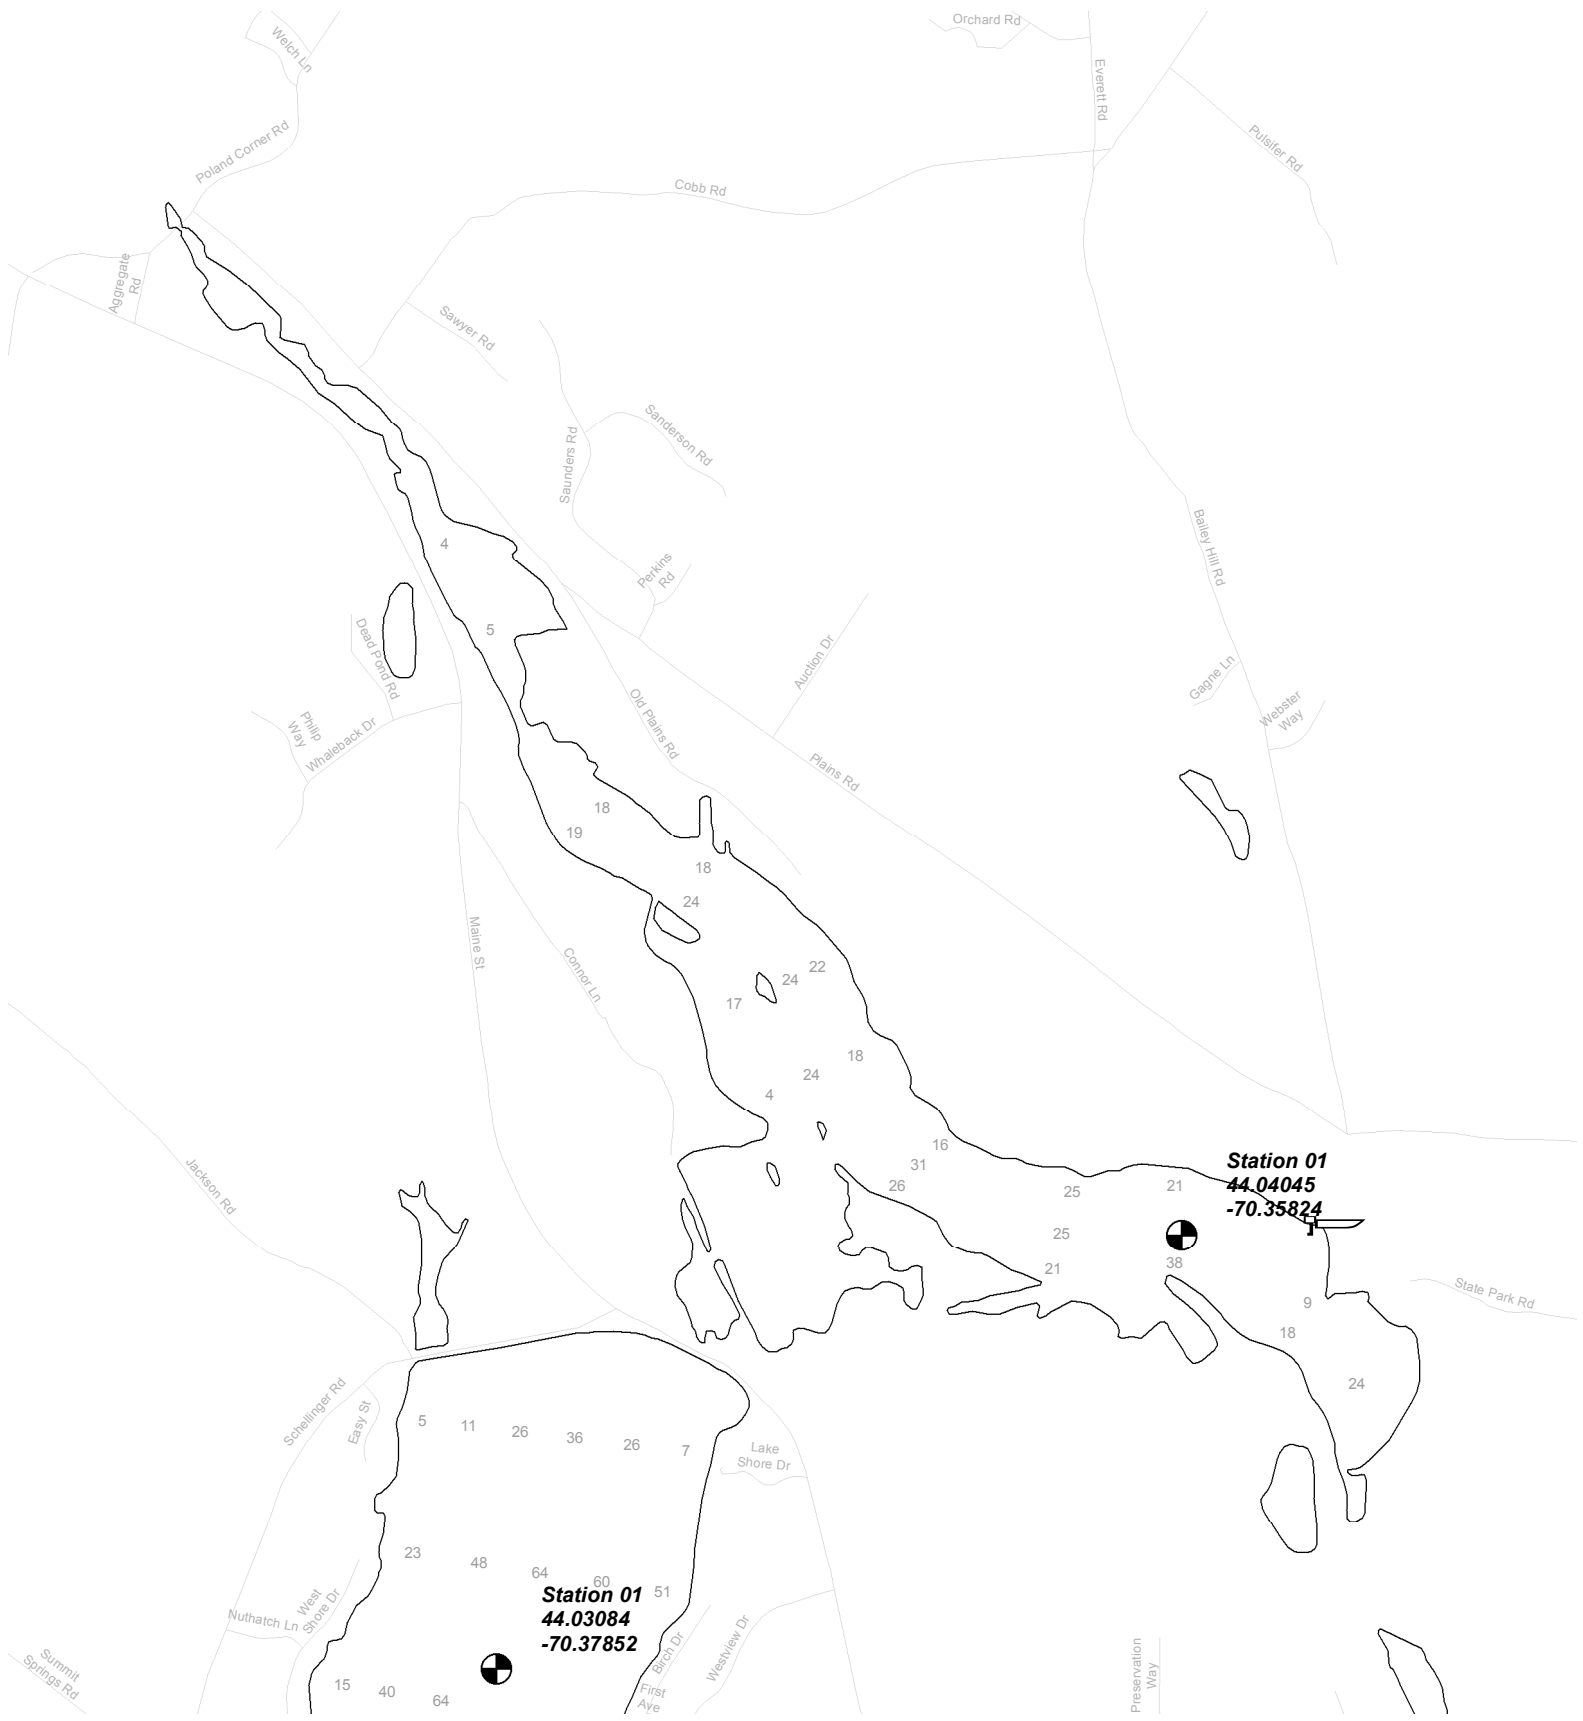 Orchard Rd
Welch Ln
Everett Rd
Pulsifer Rd
Poland Corner Rd
Cobb Rd
Aggregate
Rd
Sawyer Rd
Sanderson Rd
Saunders Rd
4
Bailey Hill Rd
Perkins
Rd
5
Dead Pond Rd
Auction Dr
Gagne Ln
Webster
Way
Philip
Way
Whaleback Dr
Old Plains Rd
Plains Rd
18
19
18
24
Maine St
Connor Ln
22
24
17
18
24
4
16
31
26
25
21
Station 01
44.04045
-70.35824
Jackson Rd
25
21
38
9
State Park Rd
18
24
Schellinger Rd
Easy St
5
11
26
36
26
7
Lake
Shore Dr
23
48
64
60
51
Station 01
44.03084
-70.37852
West
Shore Dr
Nuthatch Ln
Birch Dr
Westview Dr
Summit
Springs Rd
15
40
64
First
Ave
Preservation
Way